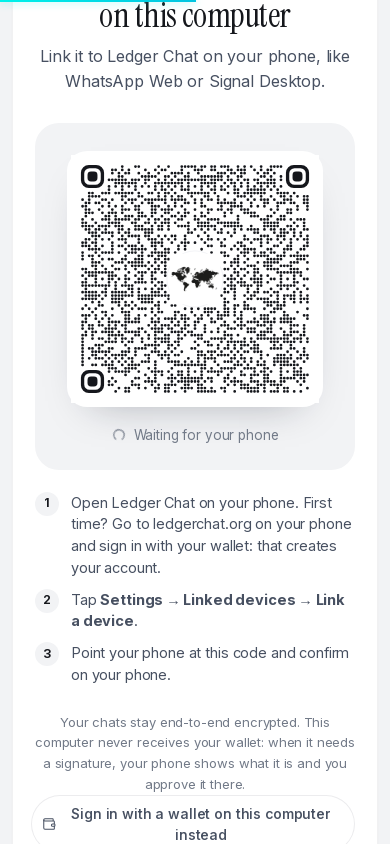 on this computer
Link it to Ledger Chat on your phone, like
WhatsApp Web or Signal Desktop.
Waiting for your phone
1 Open Ledger Chat on your phone. First
time? Go to ledgerchat.org on your phone
and sign in with your wallet: that creates
your account.
2 Tap Settings → Linked devices → Link
a device.
3 Point your phone at this code and confirm
on your phone.
Your chats stay end-to-end encrypted. This
computer never receives your wallet: when it needs
a signature, your phone shows what it is and you
approve it there.
Sign in with a wallet on this computer
instead